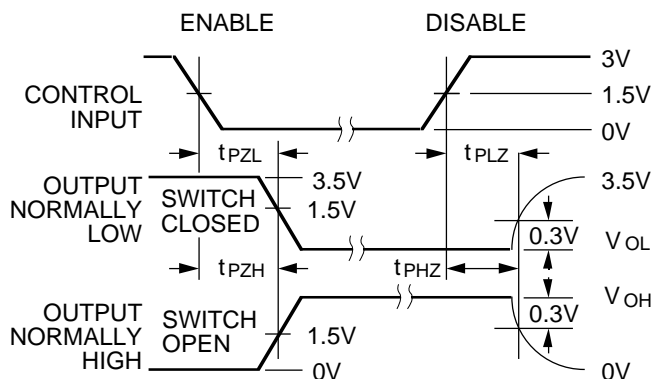 ENABLE DISABLE
CONTROL INPUT
3V
1.5V
0V
tPZL tPLZ
OUTPUT NORMALLY LOW
SWITCH CLOSED
3.5V
1.5V
3.5V
0.3V
VOL
tPZH tPHZ
OUTPUT NORMALLY HIGH
SWITCH OPEN
1.5V
0V
VOH
0.3V
0V